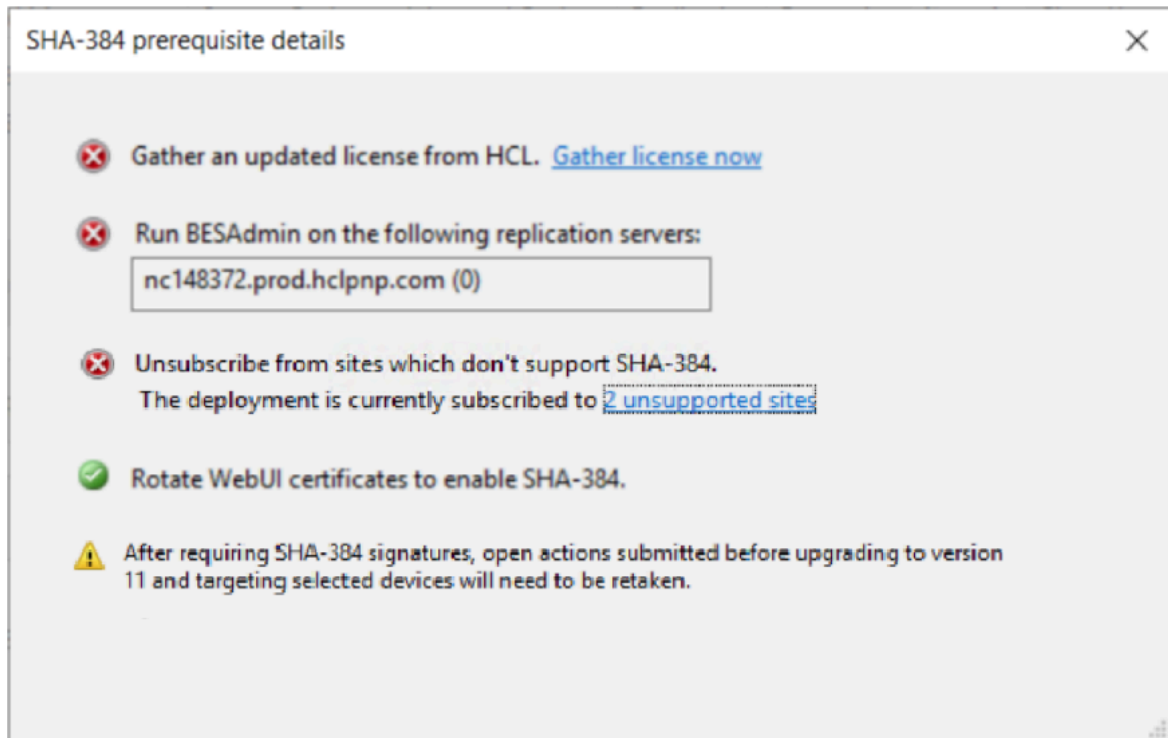 SHA-384 prerequisite details
Gather an updated license from HCL. Gather license now
Run BESAdmin on the following replication servers:
nc148372.prod.hclpnp.com (0)
Unsubscribe from sites which don't support SHA-384.
The deployment is currently subscribed to 2 unsupported sites
Rotate WebUI certificates to enable SHA-384.
After requiring SHA-384 signatures, open actions submitted before upgrading to version
11 and targeting selected devices will need to be retaken.